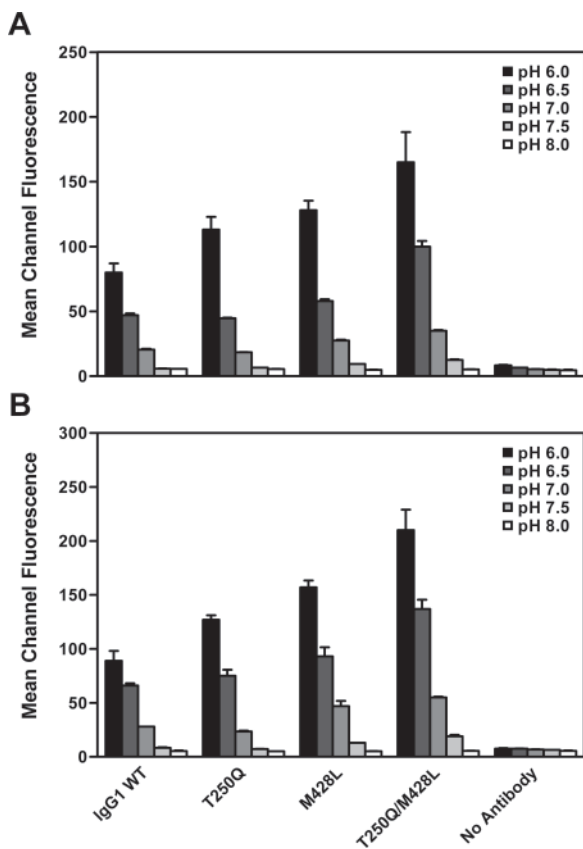 A
Mean Channel Fluorescence
250
200
150
100
50
0
pH 6.0
pH 6.5
pH 7.0
pH 7.5
pH 8.0
B
Mean Channel Fluorescence
300
250
200
150
100
50
0
pH 6.0
pH 6.5
pH 7.0
pH 7.5
pH 8.0
IgG1 WT
T250Q
M428L
T250Q/M428L
No Antibody